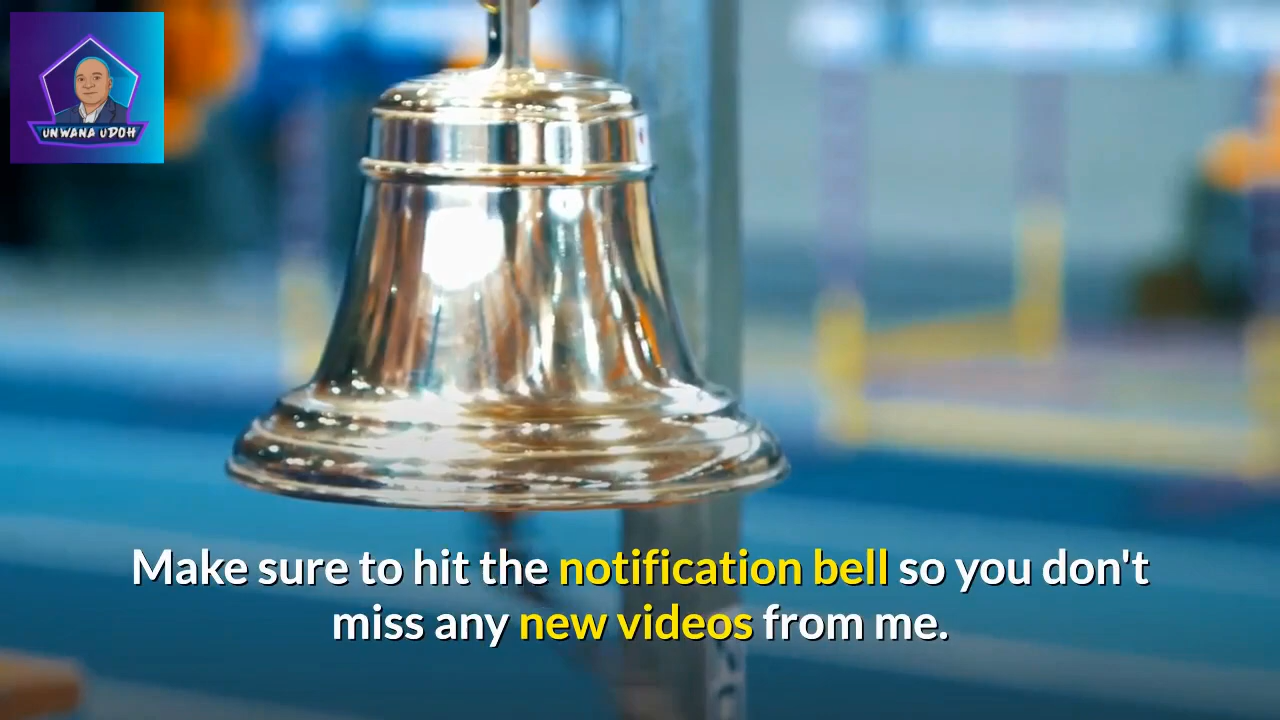 UNWANA UDOH
Make sure to hit the notification bell so you don't
miss any new videos from me.